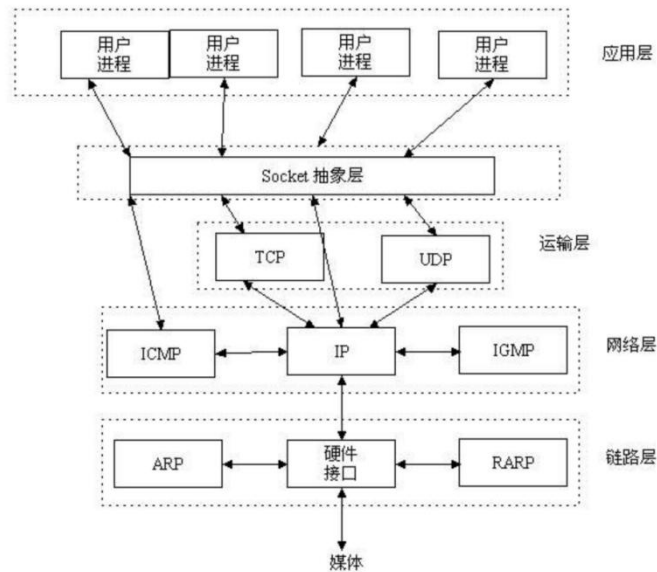 用户
进程
用户
进程
用户
进程
用户
进程
应用层
Socket 抽象层
TCP
UDP
运输层
ICMP
IP
IGMP
网络层
ARP
硬件
接口
RARP
链路层
媒体